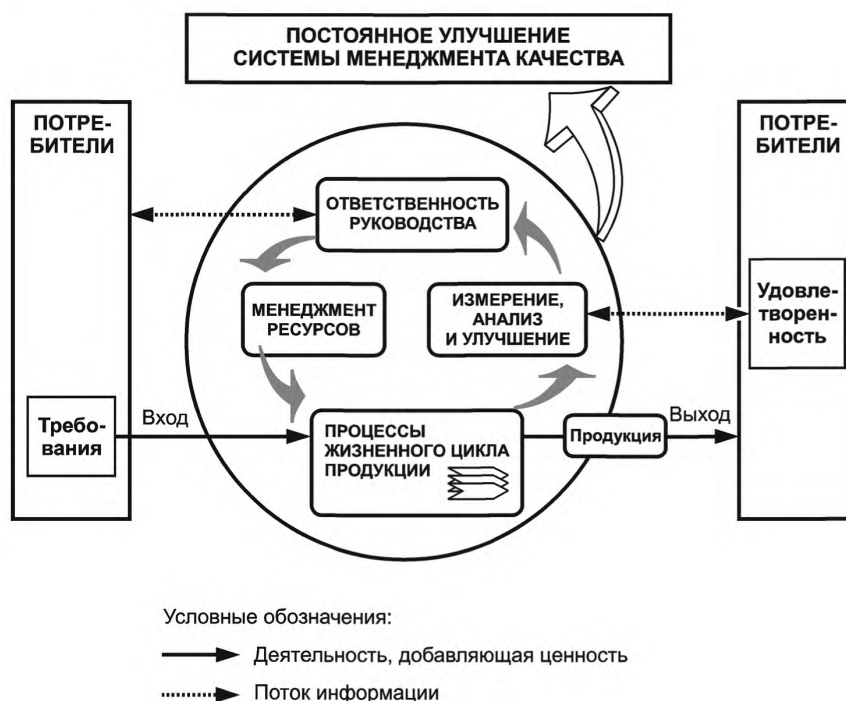 ПОСТОЯННОЕ УЛУЧШЕНИЕ
СИСТЕМЫ МЕНЕДЖМЕНТА КАЧЕСТВА
ПОТРЕ-
БИТЕЛИ
ПОТРЕ-
БИТЕЛИ
ОТВЕТСТВЕННОСТЬ
РУКОВОДСТВА
МЕНЕДЖМЕНТ
РЕСУРСОВ
ИЗМЕРЕНИЕ,
АНАЛИЗ
И УЛУЧШЕНИЕ
Удовле-
творен-
ность
Требо-
вания
Вход
ПРОЦЕССЫ
ЖИЗНЕННОГО ЦИКЛА
ПРОДУКЦИИ
Продукция
Выход
Условные обозначения:
Деятельность, добавляющая ценность
Поток информации